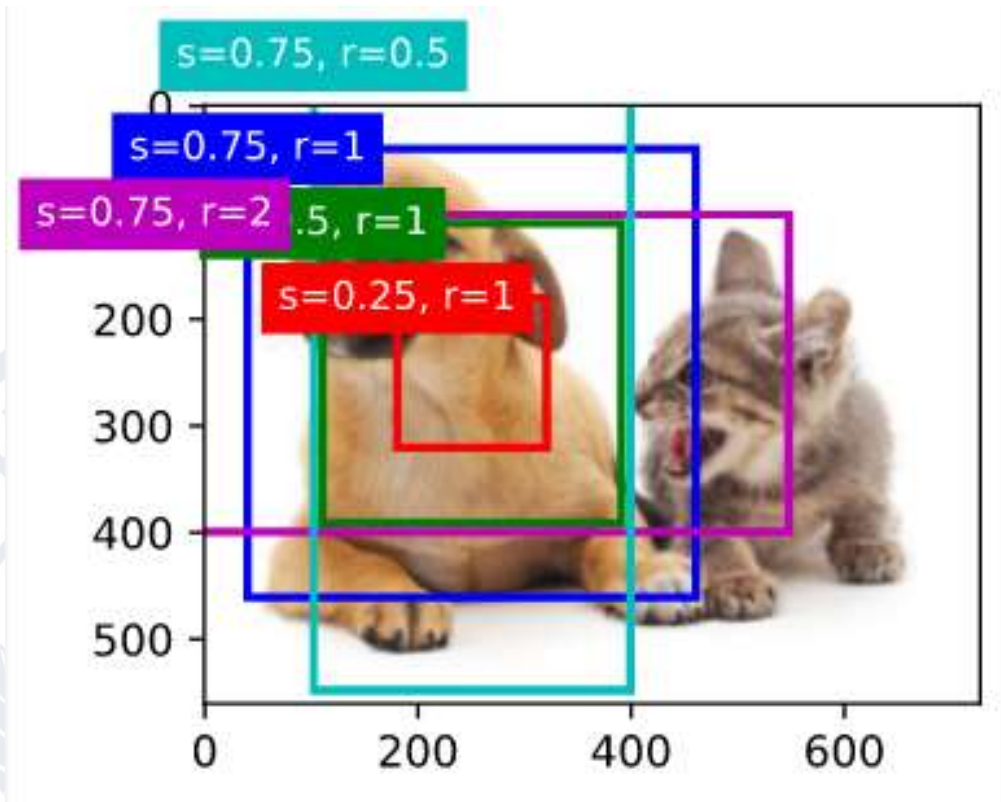 s=0.75, r=0.5
0
s=0.75, r=1
s=0.75, r=2
.5, r=1
s=0.25, r=1
200
300
400
500
0 200 400 600